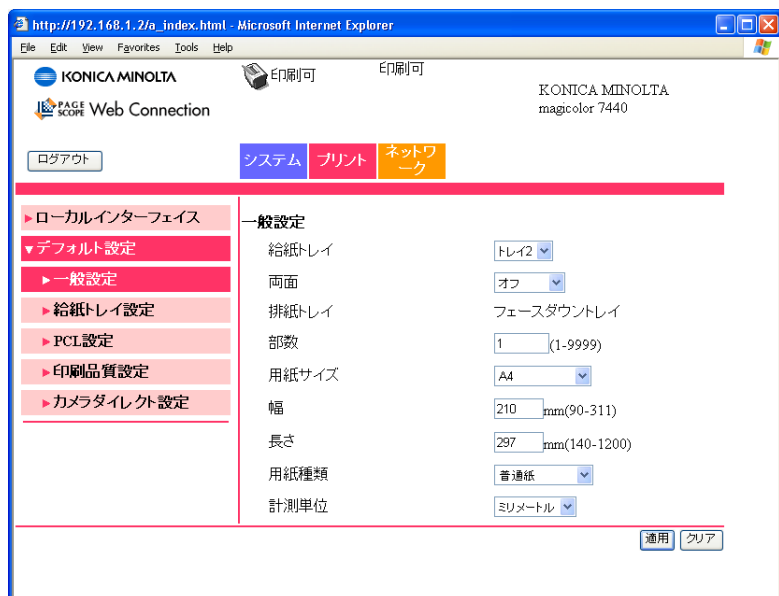 http://192.168.1.2/a_index.html - Microsoft Internet Explorer
File Edit View Favorites Tools Help
KONICA MINOLTA
印刷可
印刷可
KONICA MINOLTA
magicolor 7440
PAGE SCOPE Web Connection
ログアウト
システム
プリント
ネットワ
ーク
ローカルインターフェイス
デフォルト設定
一般設定
給紙トレイ設定
PCL設定
印刷品質設定
カメラダイレクト設定
一般設定
給紙トレイ トレイ2
両面 オフ
排紙トレイ フェースダウントレイ
部数 1 (1-9999)
用紙サイズ A4
幅 210 mm(90-311)
長さ 297 mm(140-1200)
用紙種類 普通紙
計測単位 ミリメートル
適用 クリア